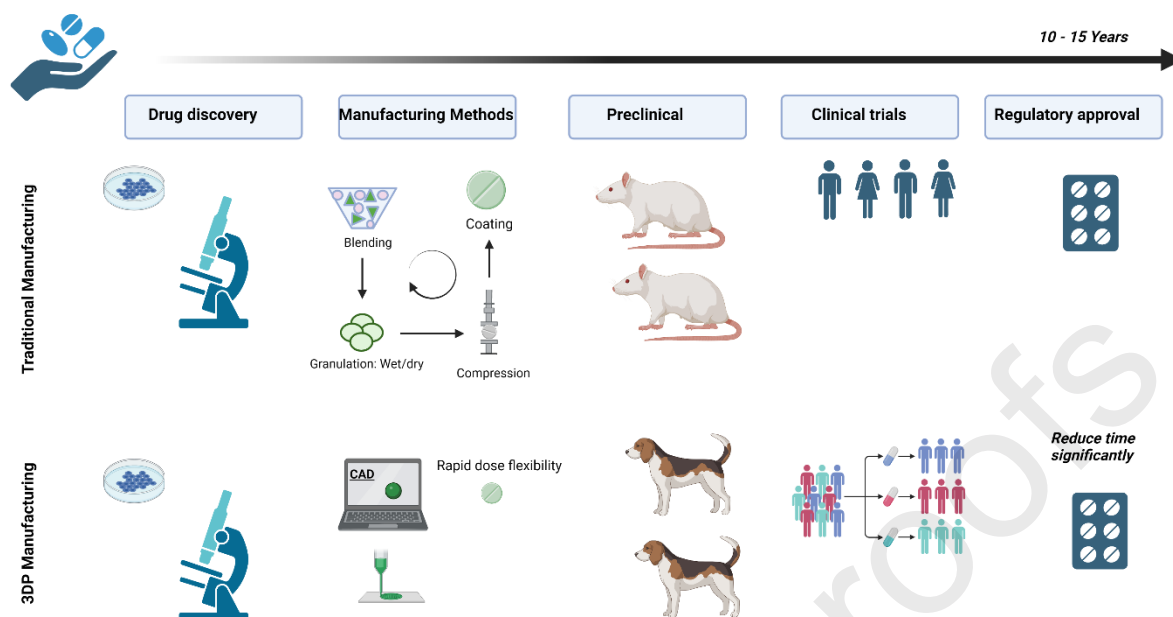 10 - 15 Years
Drug discovery
Manufacturing Methods
Preclinical
Clinical trials
Regulatory approval
Traditional Manufacturing
Blending
Coating
Granulation: Wet/dry
Compression
3DP Manufacturing
CAD
Rapid dose flexibility
Reduce time
significantly
roofs